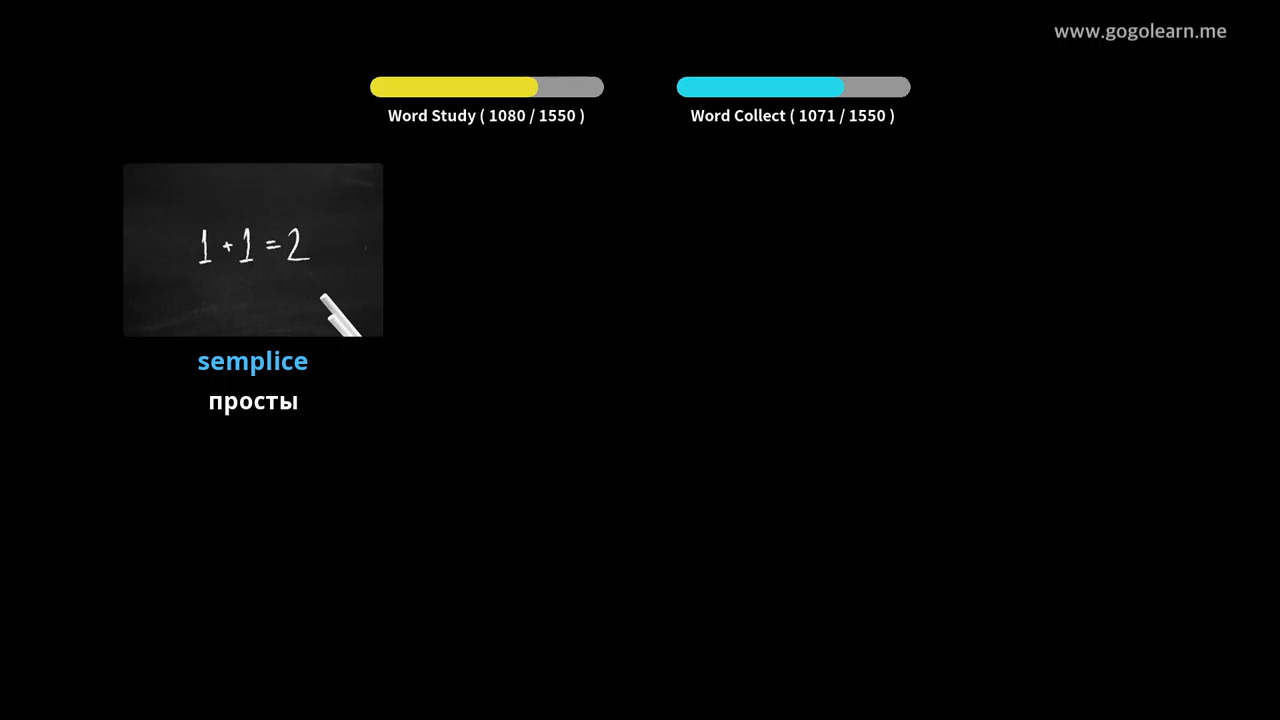 www.gogolearn.me
Word Study ( 1080 / 1550 )
Word Collect ( 1071 / 1550 )
1 + 1 = 2
semplice
просты